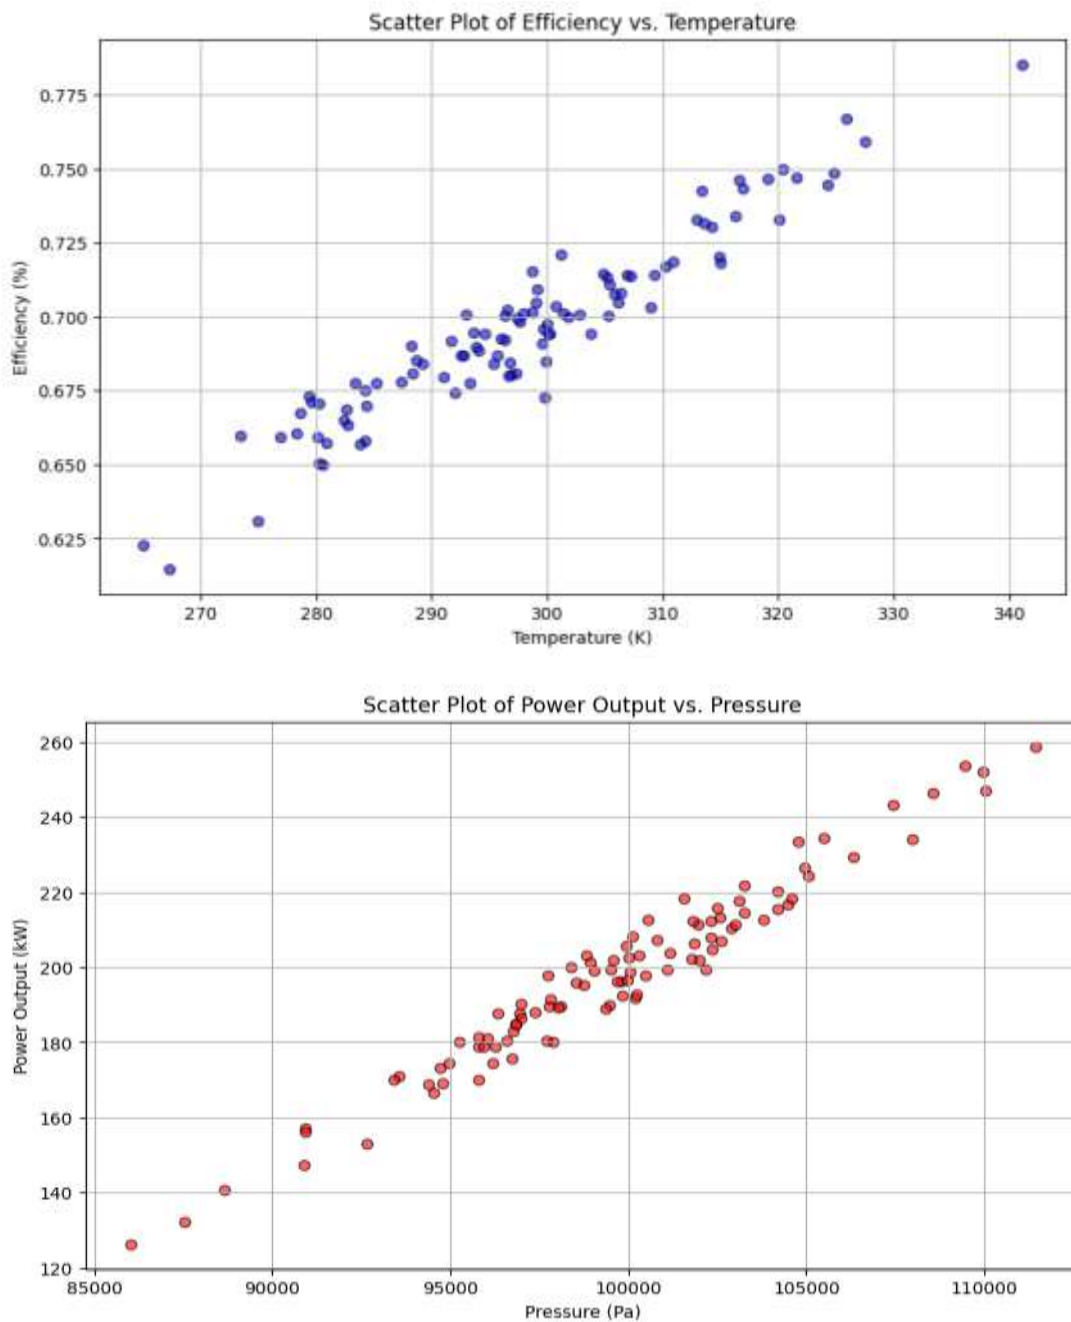 Scatter Plot of Efficiency vs. Temperature
0.775
0.750
0.725
0.700
0.675
0.650
0.625
Efficiency (%)
270 280 290 300 310 320 330 340
Temperature (K)
Scatter Plot of Power Output vs. Pressure
260
240
220
200
180
160
140
120
Power Output (kW)
85000 90000 95000 100000 105000 110000
Pressure (Pa)